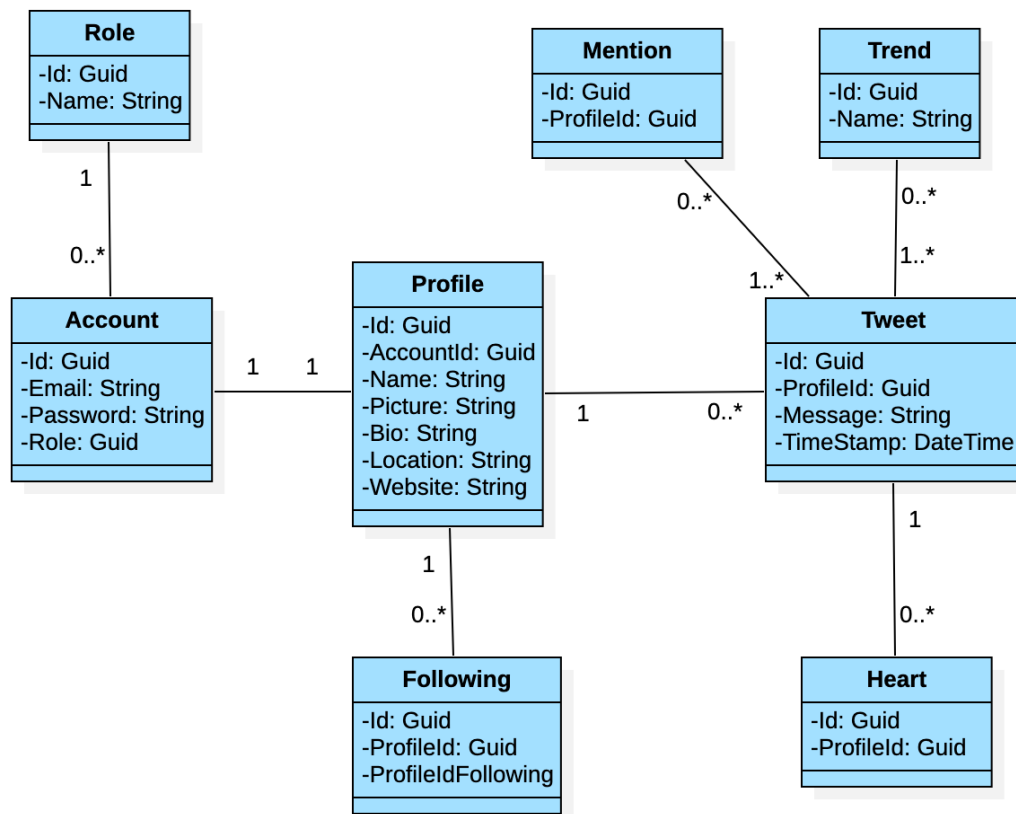 Role
-Id: Guid
-Name: String
1
0..*
Account
-Id: Guid
-Email: String
-Password: String
-Role: Guid
1
1
Profile
-Id: Guid
-AccountId: Guid
-Name: String
-Picture: String
-Bio: String
-Location: String
-Website: String
1
0..*
Following
-Id: Guid
-ProfileId: Guid
-ProfileIdFollowing
1
0..*
Mention
-Id: Guid
-ProfileId: Guid
0..*
1..*
Trend
-Id: Guid
-Name: String
0..*
1..*
Tweet
-Id: Guid
-ProfileId: Guid
-Message: String
-TimeStamp: DateTime
1
0..*
Heart
-Id: Guid
-ProfileId: Guid